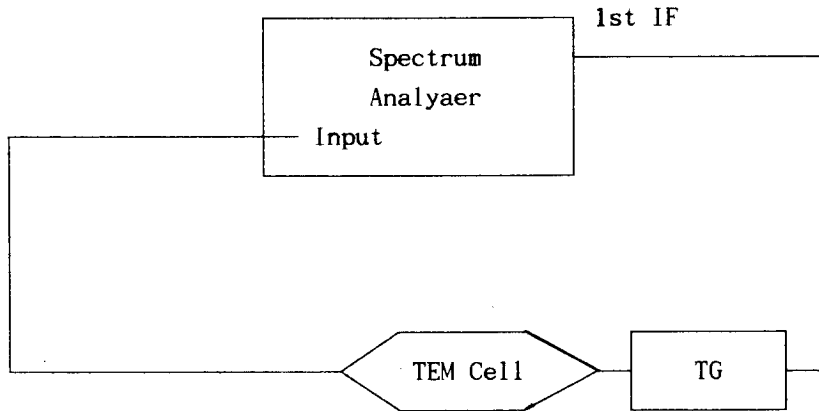 1st IF
Spectrum
Analyaer
Input
TEM Cell
TG